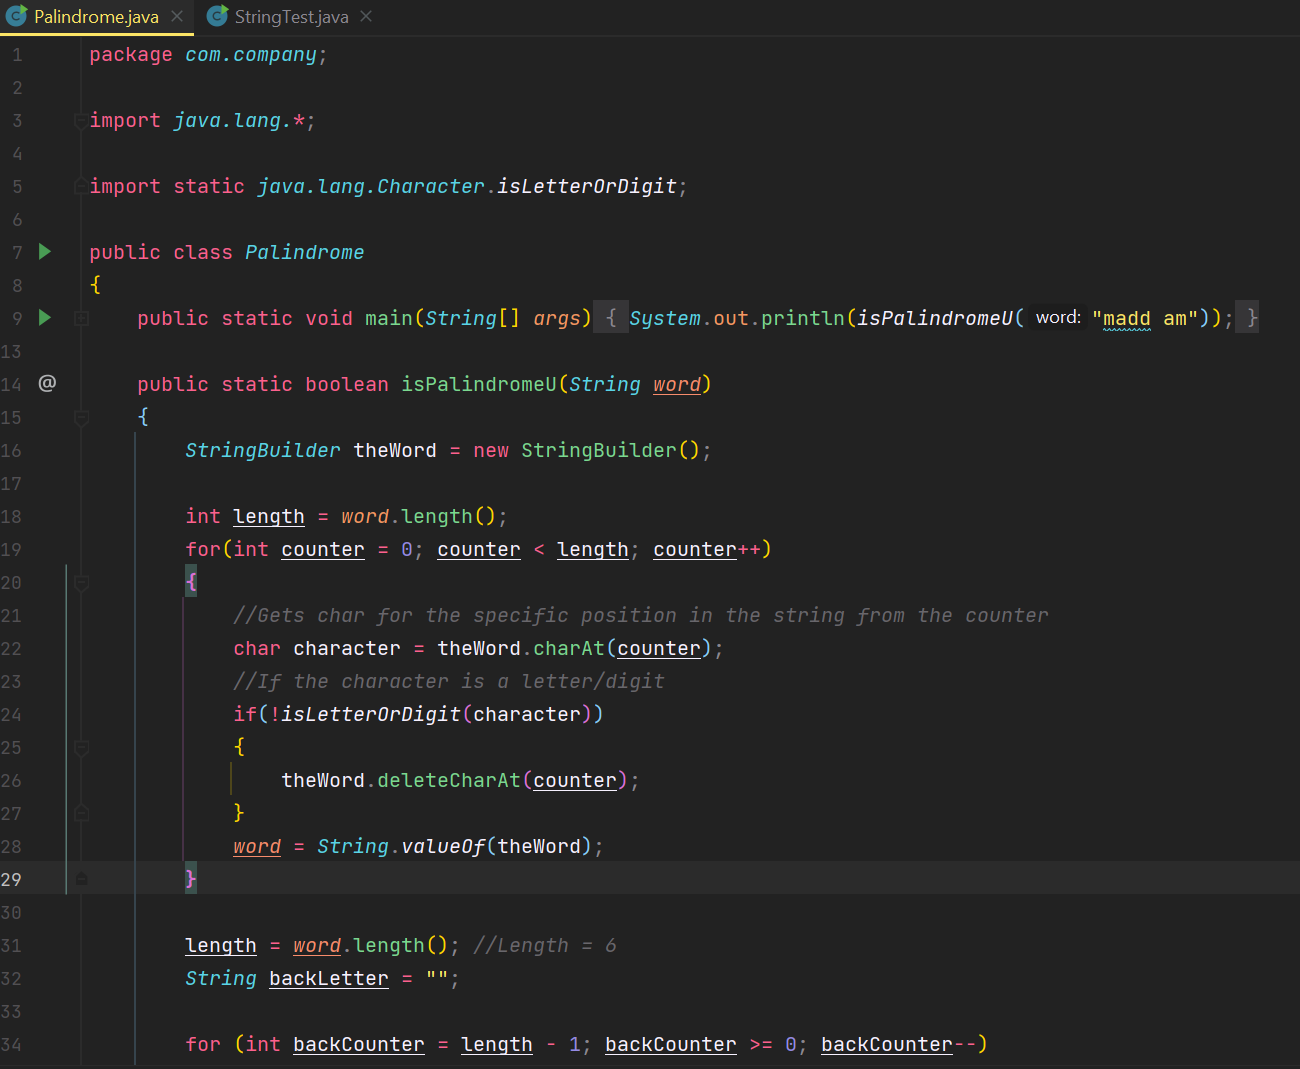 Palindrome.java StringTest.java
1 package com.company;
2
3 import java.lang.*;
4
5 import static java.lang.Character.isLetterOrDigit;
6
7 public class Palindrome
8 {
9 public static void main(String[] args) { System.out.println(isPalindromeU( word: "madd am")); }
13
14 @ public static boolean isPalindromeU(String word)
15 {
16 StringBuilder theWord = new StringBuilder();
17
18 int length = word.length();
19 for(int counter = 0; counter < length; counter++)
20 {
21 //Gets char for the specific position in the string from the counter
22 char character = theWord.charAt(counter);
23 //If the character is a letter/digit
24 if(!isLetterOrDigit(character))
25 {
26 theWord.deleteCharAt(counter);
27 }
28 word = String.valueOf(theWord);
29 }
30
31 length = word.length(); //Length = 6
32 String backLetter = "";
33
34 for (int backCounter = length - 1; backCounter >= 0; backCounter--)